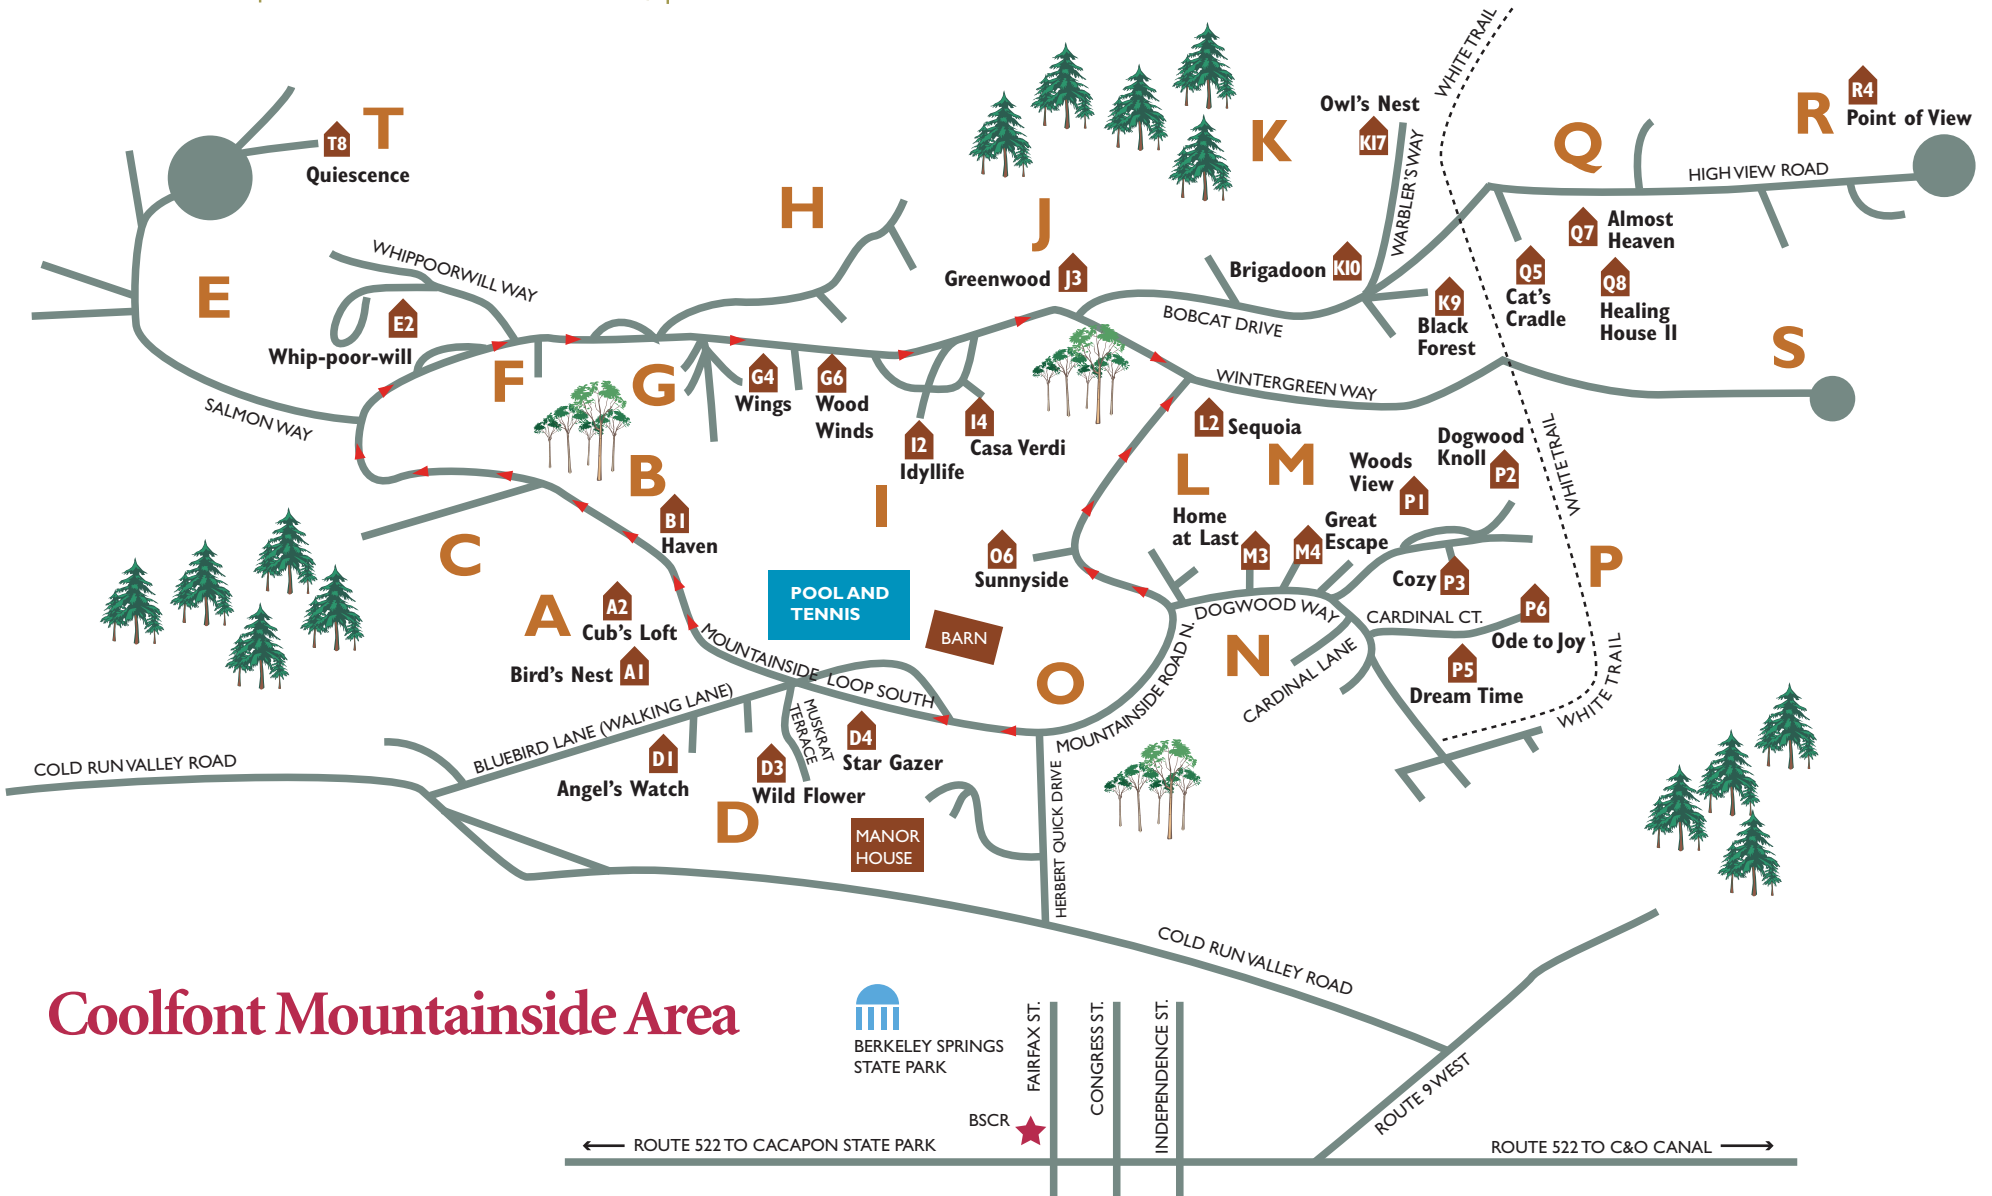 WHITE TRAIL
R4
R
Point of View
Owl's Nest
K17
K
Q
T
T8
Quiescence
HIGH VIEW ROAD
WARBLER'S WAY
H
J
Q7
Almost
Heaven
WHIPPOORWILL WAY
E
Greenwood
J3
Brigadoon
K10
Q5
Cat's
Cradle
Q8
Healing
House II
K9
Black
Forest
BOBCAT DRIVE
E2
Whip-poor-will
S
F
G
G4
Wings
G6
Wood
Winds
WINTERGREEN WAY
SALMON WAY
I4
Casa Verdi
I2
Idyllife
L2
Sequoia
WHITE TRAIL
Dogwood
Knoll
P2
Woods
View
P1
B
L
M
I
B1
Haven
C
Home
at Last
M3
Great
Escape
M4
O6
Sunnyside
P
Cozy
P3
POOL AND
TENNIS
A
A2
Cub's Loft
BARN
DOGWOOD WAY
CARDINAL CT.
P6
Ode to Joy
Bird's Nest
A1
MOUNTAINSIDE LOOP SOUTH
O
N
CARDINAL LANE
P5
Dream Time
WHITE TRAIL
WHITE TRAIL
MOUNTAINSIDE ROAD N.
BLUEBIRD LANE (WALKING LANE)
MUSKRAT
TERRACE
D4
Star Gazer
D1
Angel's Watch
D3
Wild Flower
COLD RUN VALLEY ROAD
D
MANOR
HOUSE
HERBERT QUICK DRIVE
COLD RUN VALLEY ROAD
Coolfont Mountainside Area
BERKELEY SPRINGS
STATE PARK
FAIRFAX ST.
CONGRESS ST.
INDEPENDENCE ST.
ROUTE 9 WEST
BSCR
ROUTE 522 TO CACAPON STATE PARK
ROUTE 522 TO C&O CANAL